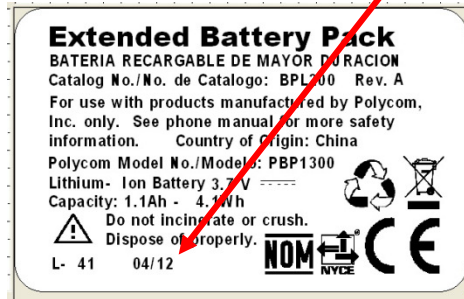 Extended Battery Pack
BATERIA RECARGABLE DE MAYOR DURACION
Catalog No./No. de Catalogo: BPL200 Rev. A
For use with products manufactured by Polycom,
Inc. only. See phone manual for more safety
information. Country of Origin: China
Polycom Model No./Modelo: PBP1300
Lithium- Ion Battery 3.7 V
Capacity: 1.1Ah - 4.1Wh
Do not incinerate or crush.
Dispose of properly.
L- 41 04/12
NOM NYCE CE